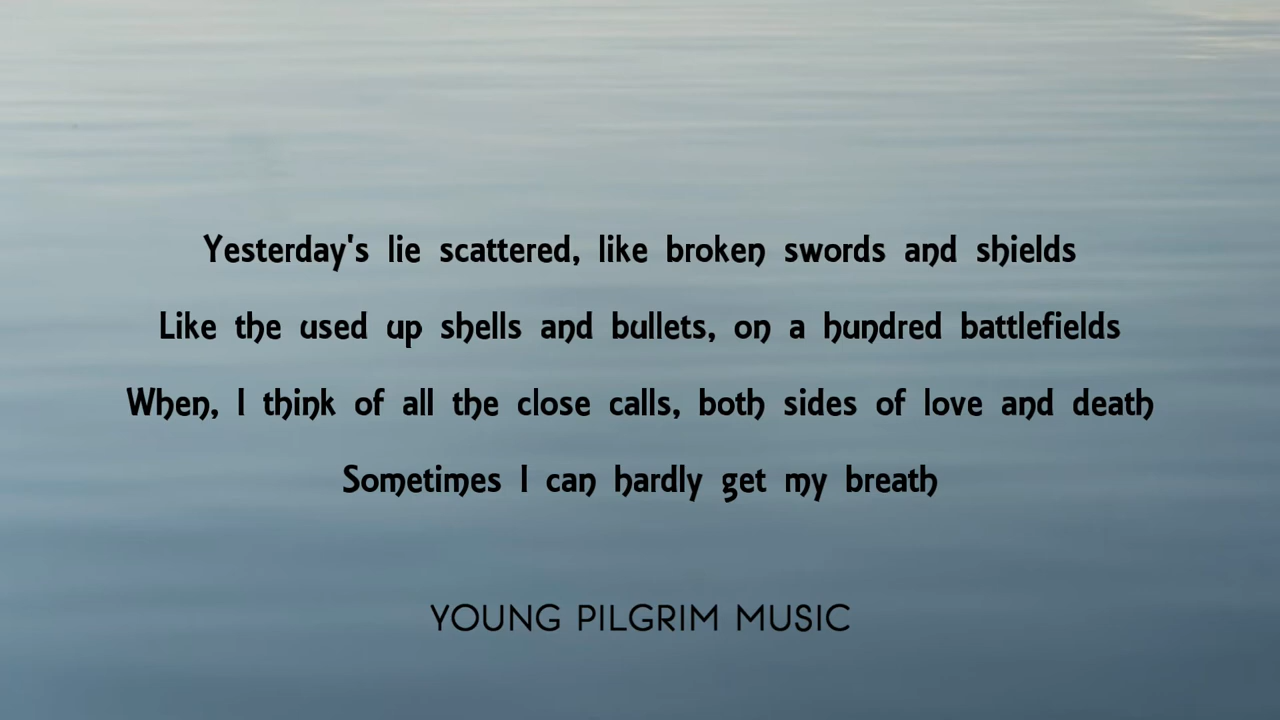 Yesterday's lie scattered, like broken swords and shields
Like the used up shells and bullets, on a hundred battlefields
When, I think of all the close calls, both sides of love and death
Sometimes I can hardly get my breath
YOUNG PILGRIM MUSIC